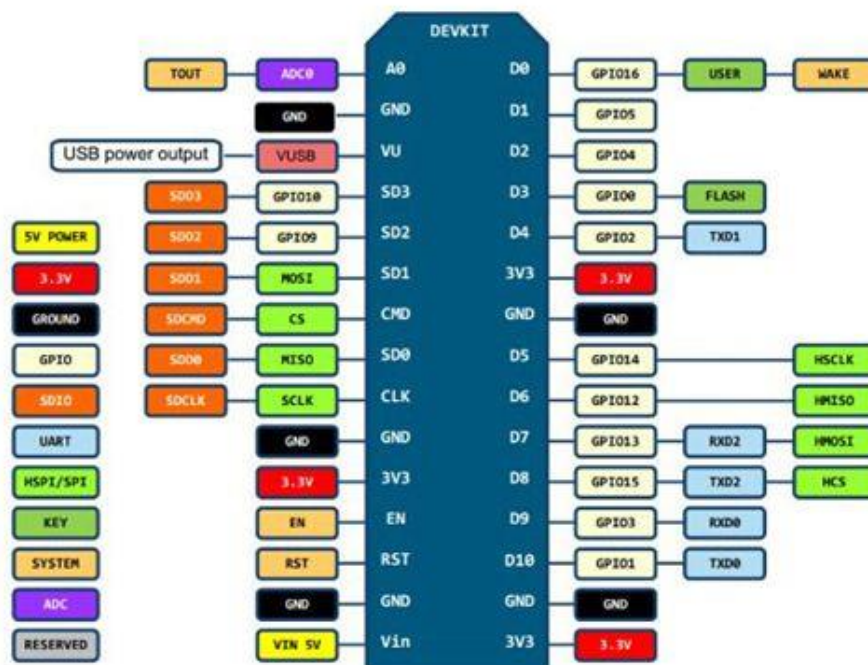 DEVKIT
TOUT ADC0 A0 D0 GPIO16 USER WAKE
GND GND D1 GPIO5
USB power output VUSB VU D2 GPIO4
SDD3 GPIO10 SD3 D3 GPIO0 FLASH
5V POWER SDD2 GPIO9 SD2 D4 GPIO2 TXD1
3.3V SDD1 MOSI SD1 3V3 3.3V
GROUND SDCMD CS CMD GND GND
GPIO SDD0 MISO SD0 D5 GPIO14 HSCLK
SDIO SDCLK SCLK CLK D6 GPIO12 HMISO
UART GND GND D7 GPIO13 RXD2 HMOSI
HSPI/SPI 3.3V 3V3 D8 GPIO15 TXD2 HCS
KEY EN EN D9 GPIO3 RXD0
SYSTEM RST RST D10 GPIO1 TXD0
ADC GND GND GND GND
RESERVED VIN 5V Vin 3V3 3.3V